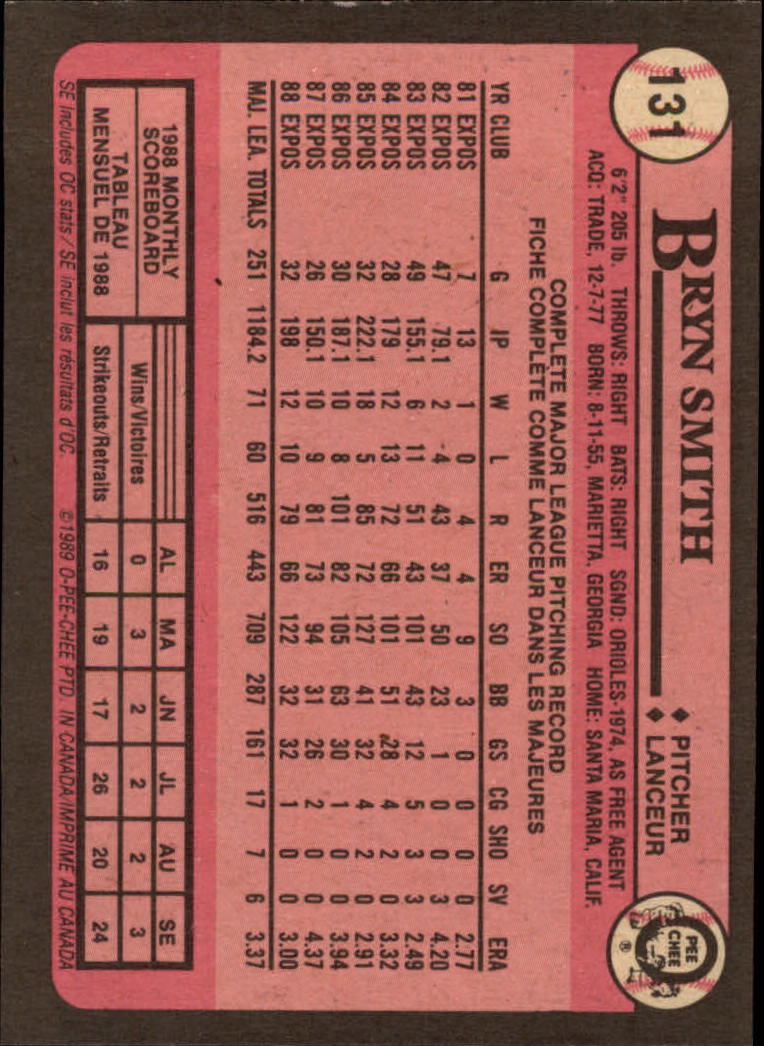 131
BRYN SMITH
♦ PITCHER
♦ LANCEUR
O
PEE
CHEE
®
6'2" 205 lb. THROWS: RIGHT BATS: RIGHT SGND: ORIOLES-1974, AS FREE AGENT
ACQ: TRADE, 12-7-77 BORN: 8-11-55, MARIETTA, GEORGIA HOME: SANTA MARIA, CALIF.
COMPLETE MAJOR LEAGUE PITCHING RECORD
FICHE COMPLÈTE COMME LANCEUR DANS LES MAJEURES
YR CLUB G IP W L R ER SO BB GS CG SHO SV ERA
81 EXPOS 7 13 1 0 4 4 9 3 0 0 0 0 2.77
82 EXPOS 47 79.1 2 4 43 37 50 23 1 0 0 3 4.20
83 EXPOS 49 155.1 6 11 51 43 101 43 12 5 3 3 2.49
84 EXPOS 28 179 12 13 72 66 101 51 28 4 2 0 3.32
85 EXPOS 32 222.1 18 5 85 72 127 41 32 4 2 0 2.91
86 EXPOS 30 187.1 10 8 101 82 105 63 30 1 0 0 3.94
87 EXPOS 26 150.1 10 9 81 73 94 31 26 2 0 0 4.37
88 EXPOS 32 198 12 10 79 66 122 32 32 1 0 0 3.00
MAJ. LEA. TOTALS 251 1184.2 71 60 516 443 709 287 161 17 7 6 3.37
1988 MONTHLY
SCOREBOARD
TABLEAU
MENSUEL DE 1988
AL MA JN JL AU SE
Wins/Victoires 0 3 2 2 2 3
Strikeouts/Retraits 16 19 17 26 20 24
SE includes OC stats/SE inclut les résultats d'OC. ©1989 O-PEE-CHEE PTD. IN CANADA/IMPRIMÉ AU CANADA